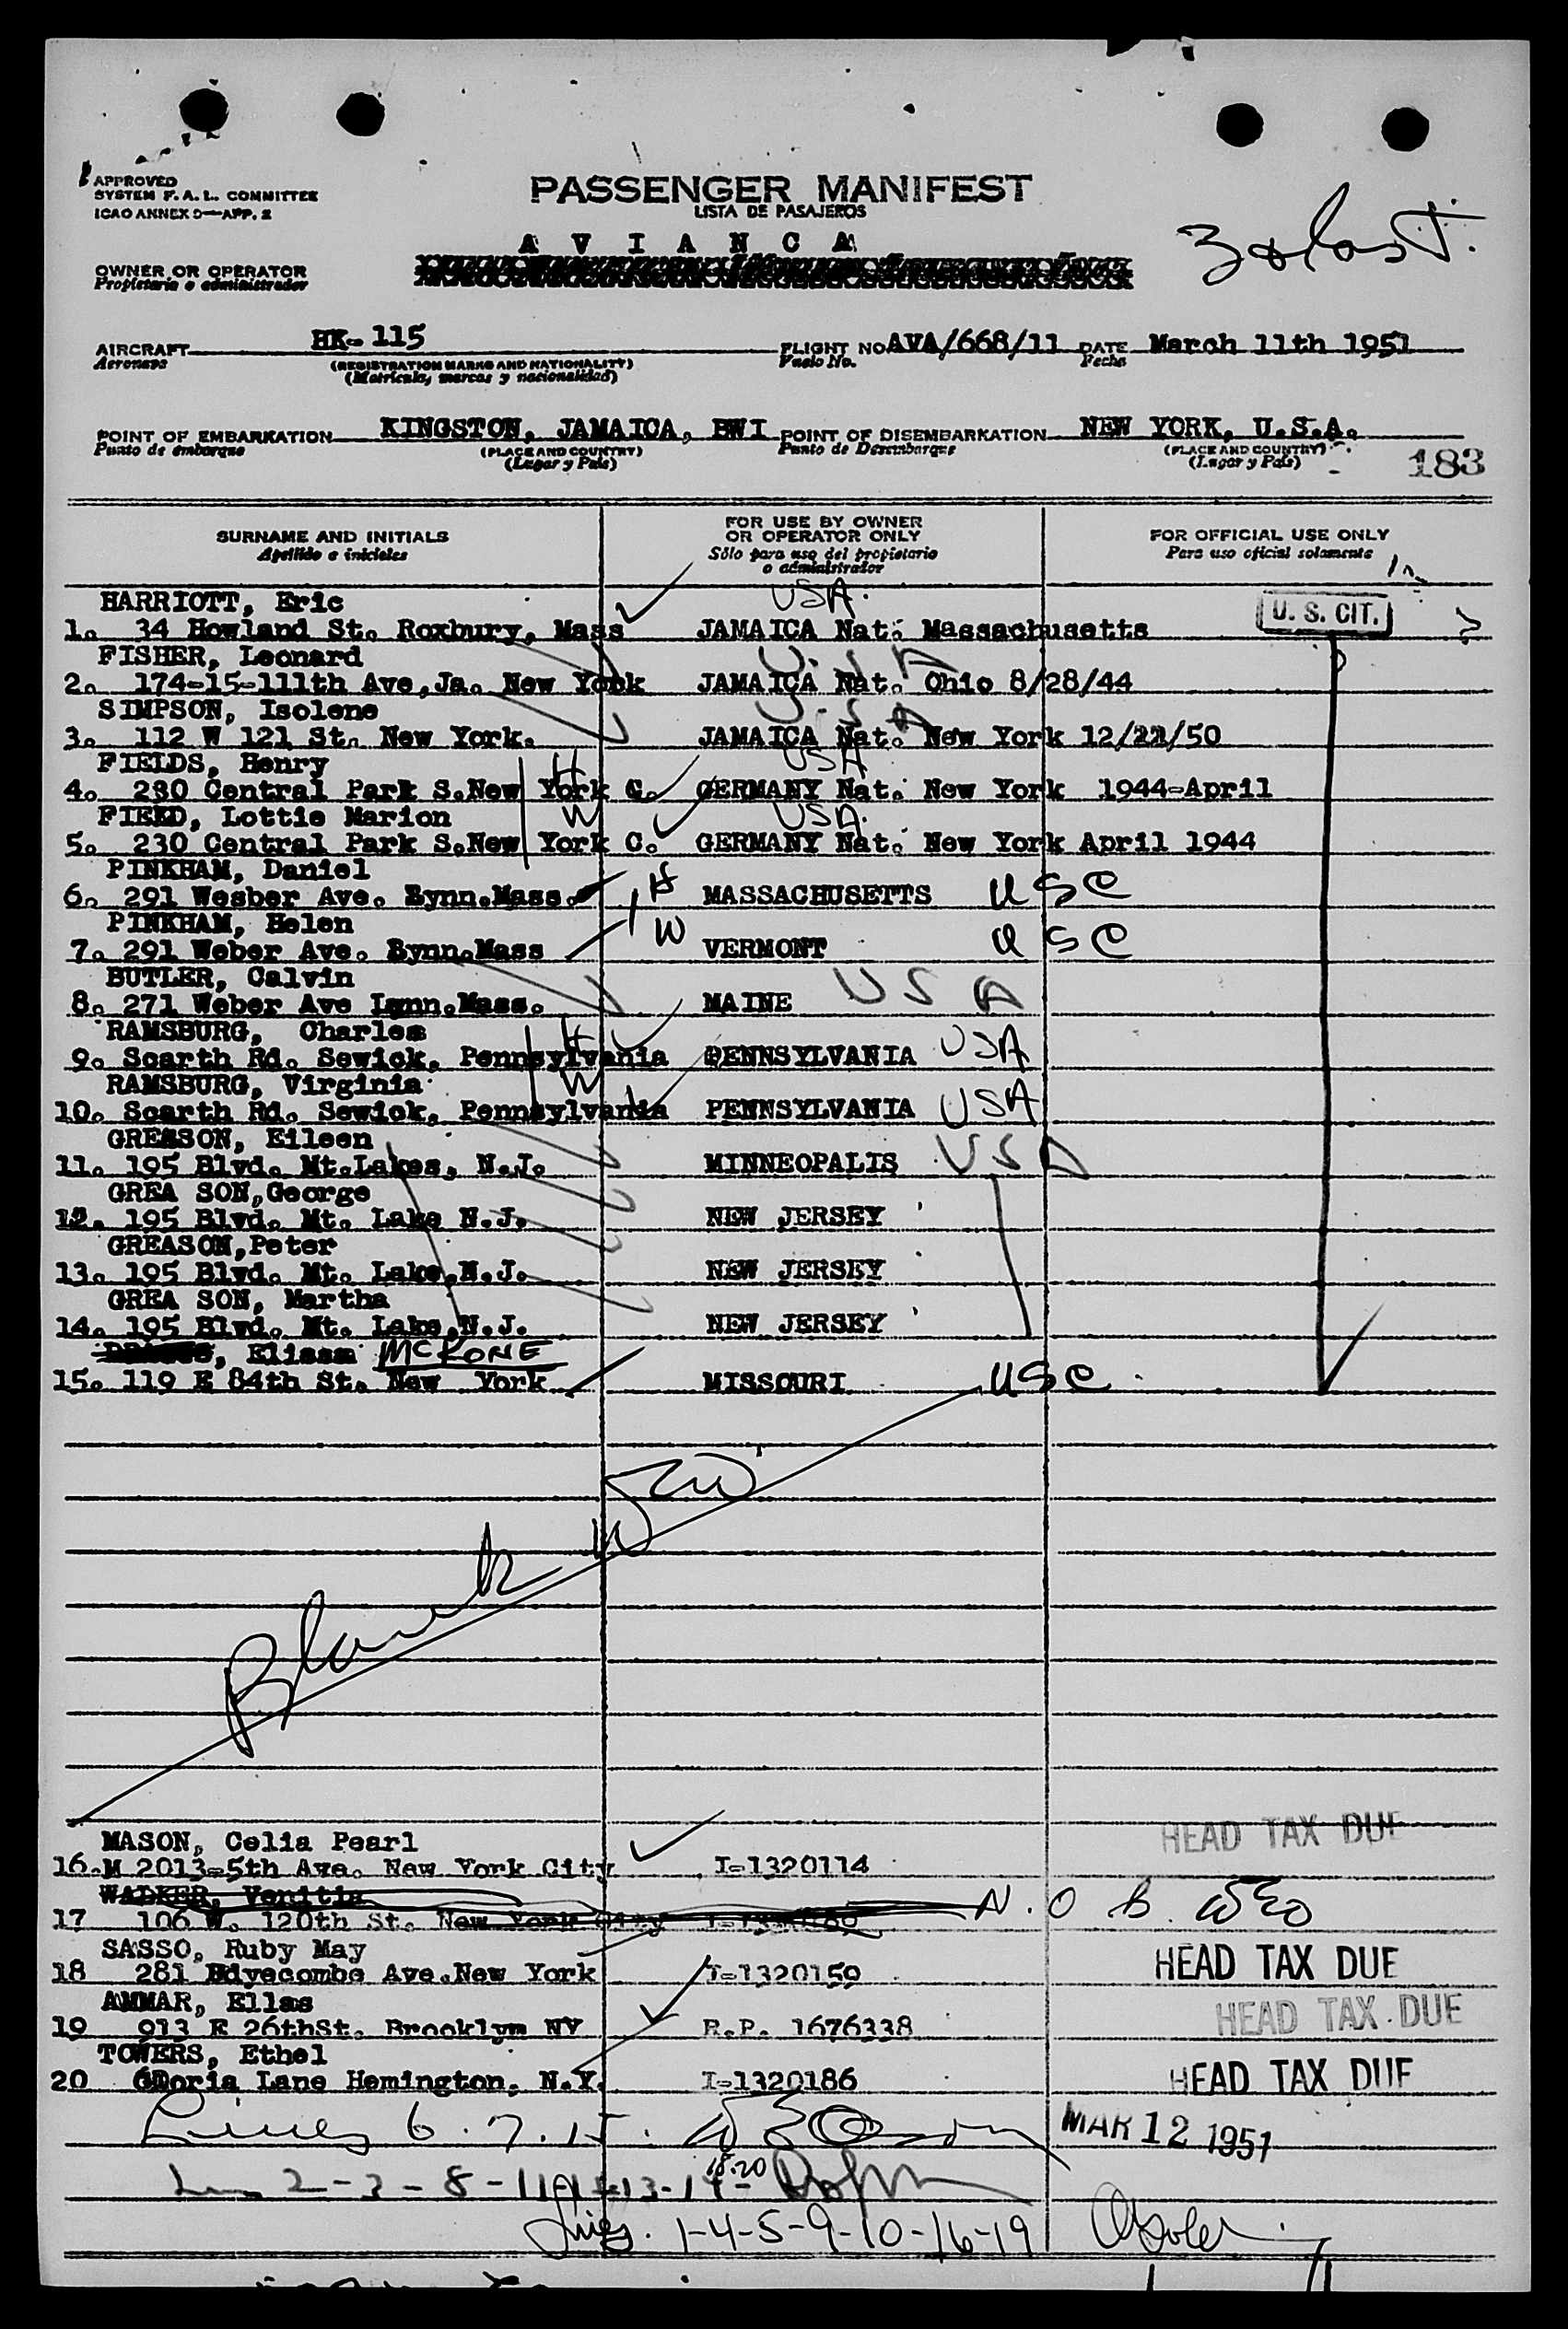 APPROVED
SYSTEM F. A. L. COMMITTEE
ICAO ANNEX 9—APP. 2
PASSENGER MANIFEST
LISTA DE PASAJEROS
A V I A N C A
OWNER OR OPERATOR
Propietario o administrador
AIRCRAFT HK- 115
Aeronave
(REGISTRATION MARKS AND NATIONALITY)
(Matrícula, marcas y nacionalidad)
FLIGHT NO AVA/668/11 DATE March 11th 1951
Vuelo No. Fecha
POINT OF EMBARKATION KINGSTON, JAMAICA, BWI POINT OF DISEMBARKATION NEW YORK, U.S.A.
Punto de embarque (PLACE AND COUNTRY) Punto de Desembarque (PLACE AND COUNTRY)
(Lugar y País) (Lugar y País)
183
SURNAME AND INITIALS
Apellido e iniciales
FOR USE BY OWNER
OR OPERATOR ONLY
Sólo para uso del propietario
o administrador
FOR OFFICIAL USE ONLY
Para uso oficial solamente
HARRIOTT, Eric USA.
1. 34 Howland St. Roxbury, Mass JAMAICA Nat: Massachusetts U. S. CIT.
FISHER, Leonard U.S A
2. 174-15-111th Ave, Ja. New York JAMAICA Nat. Ohio 8/28/44
SIMPSON, Isolene U.S A
3. 112 W 121 St. New York. JAMAICA Nat. New York 12/22/50
FIELDS, Henry H USA
4. 230 Central Park S.New York C. GERMANY Nat: New York 1944-April
FIELD, Lottie Marion W USA.
5. 230 Central Park S.New York C. GERMANY Nat: New York April 1944
PINKHAM, Daniel
6. 291 Wesber Ave. Lynn.Mass. H MASSACHUSETTS USC
PINKHAM, Helen
7. 291 Weber Ave. Lynn.Mass W VERMONT USC
BUTLER, Calvin
8. 271 Weber Ave Lynn.Mass. MAINE USA
RAMSBURG, Charles H
9. Scarth Rd. Sewick, Pennsylvania PENNSYLVANIA USA
RAMSBURG, Virginia W
10. Scarth Rd. Sewick, Pennsylvania PENNSYLVANIA USA
GREASON, Eileen
11. 195 Blvd. Mt.Lakes, N.J. MINNEOPALIS USA
GREA SON,George
12. 195 Blvd. Mt. Lake N.J. NEW JERSEY
GREASON,Peter
13. 195 Blvd. Mt. Lake,N.J. NEW JERSEY
GREA SON, Martha
14. 195 Blvd. Mt. Lake,N.J. NEW JERSEY
, Elissa MCKONE
15. 119 E 84th St. New York MISSOURI USC
Blank
MASON, Celia Pearl HEAD TAX DUE
16.M 2013-5th Ave. New York City I-1320114
WALKER, Venitia
17 106 W. 120th St. New York City N. O. B.
SASSO, Ruby May
18 281 Edyecombe Ave.New York I-1320159 HEAD TAX DUE
AMMAR, Ellas
19 913 E 26thSt. Brooklyn NY R.P. 1676338 HEAD TAX DUE
TOWERS, Ethel
20 GDoria Lane Hemington, N.Y. I-1320186 HEAD TAX DUE
Lines 6. 7. 15. MAR 12 1951
18.20
Lines. 1-4-5-9-10-16-19